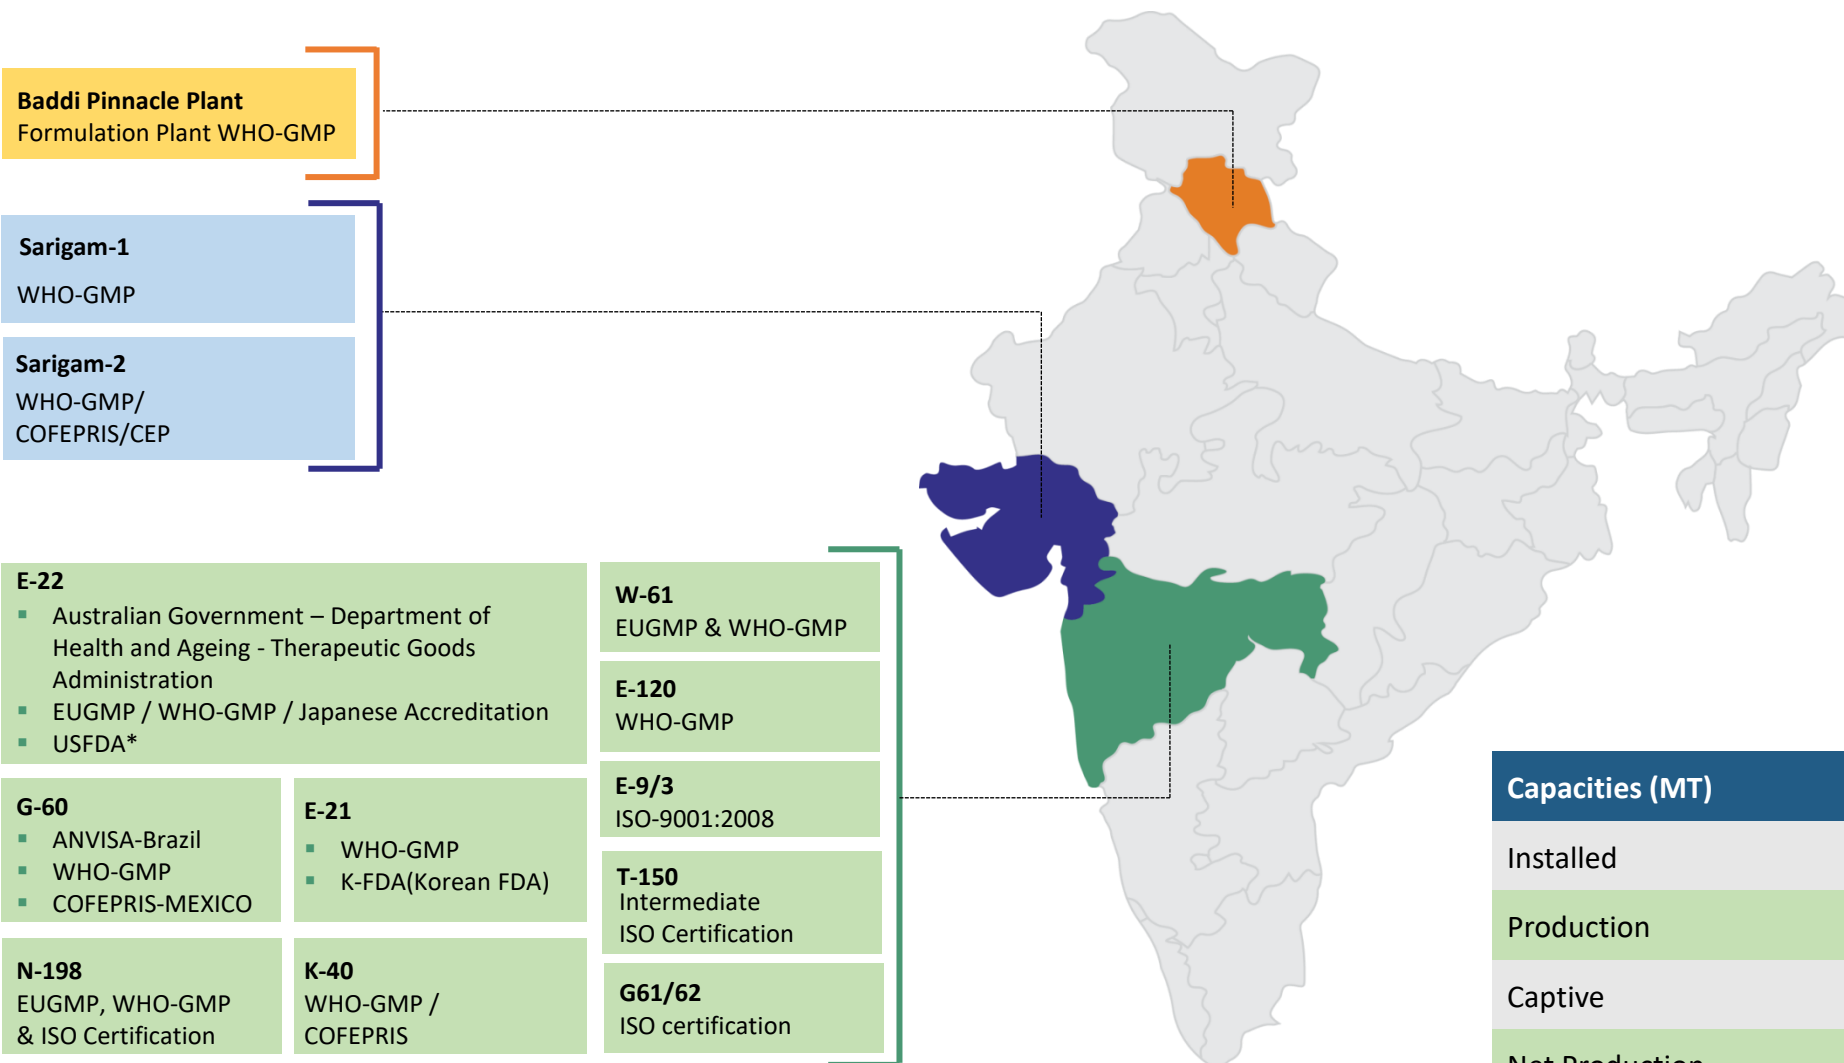 Baddi Pinnacle Plant
Formulation Plant WHO-GMP
Sarigam-1
WHO-GMP
Sarigam-2
WHO-GMP/
COFEPRIS/CEP
E-22
▪ Australian Government – Department of
Health and Ageing - Therapeutic Goods
Administration
▪ EUGMP / WHO-GMP / Japanese Accreditation
▪ USFDA*
G-60
▪ ANVISA-Brazil
▪ WHO-GMP
▪ COFEPRIS-MEXICO
E-21
▪ WHO-GMP
▪ K-FDA(Korean FDA)
N-198
EUGMP, WHO-GMP
& ISO Certification
K-40
WHO-GMP /
COFEPRIS
W-61
EUGMP & WHO-GMP
E-120
WHO-GMP
E-9/3
ISO-9001:2008
T-150
Intermediate
ISO Certification
G61/62
ISO certification
Capacities (MT)
Installed
Production
Captive
Net Production